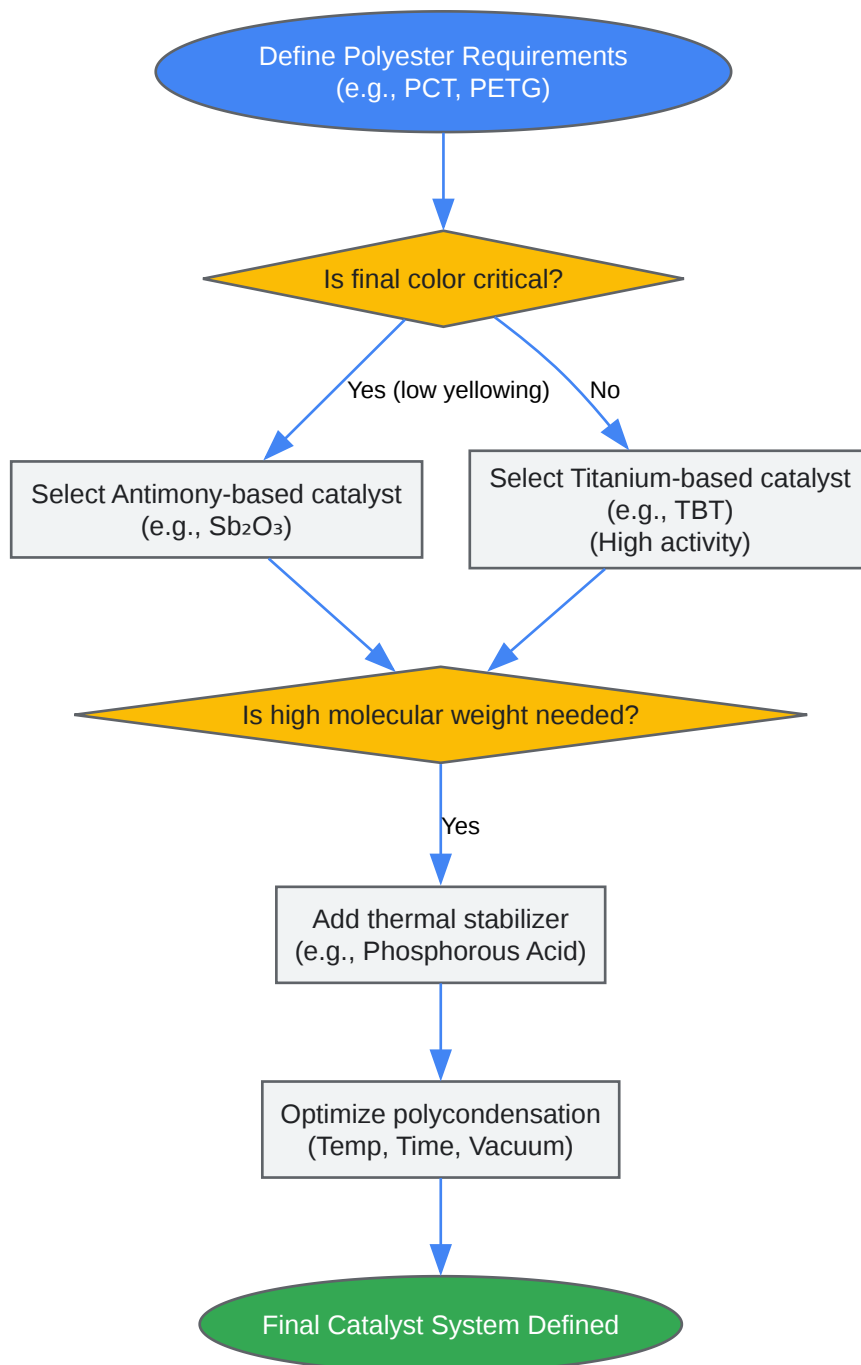 Define Polyester Requirements
(e.g., PCT, PETG)
Is final color critical?
Yes (low yellowing)
No
Select Antimony-based catalyst
(e.g., Sb₂O₃)
Select Titanium-based catalyst
(e.g., TBT)
(High activity)
Is high molecular weight needed?
Yes
Add thermal stabilizer
(e.g., Phosphorous Acid)
Optimize polycondensation
(Temp, Time, Vacuum)
Final Catalyst System Defined